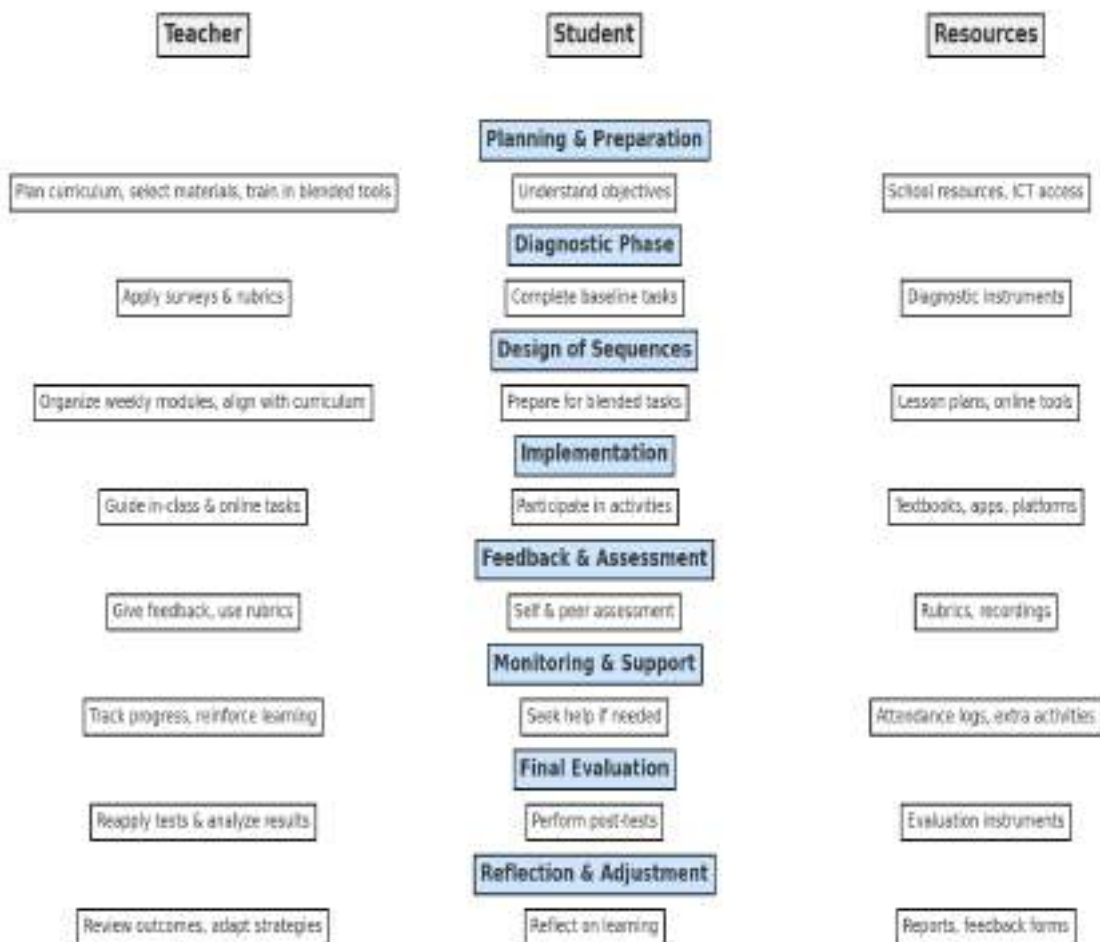 Teacher
Student
Resources
Planning & Preparation
Plan curriculum, select materials, train in blended tools
Understand objectives
School resources, ICT access
Diagnostic Phase
Apply surveys & rubrics
Complete baseline tasks
Diagnostic instruments
Design of Sequences
Organize weekly modules, align with curriculum
Prepare for blended tasks
Lesson plans, online tools
Implementation
Guide in-class & online tasks
Participate in activities
Textbooks, apps, platforms
Feedback & Assessment
Give feedback, use rubrics
Self & peer assessment
Rubrics, recordings
Monitoring & Support
Track progress, reinforce learning
Seek help if needed
Attendance logs, extra activities
Final Evaluation
Reapply tests & analyze results
Perform post-tests
Evaluation instruments
Reflection & Adjustment
Review outcomes, adapt strategies
Reflect on learning
Reports, feedback forms